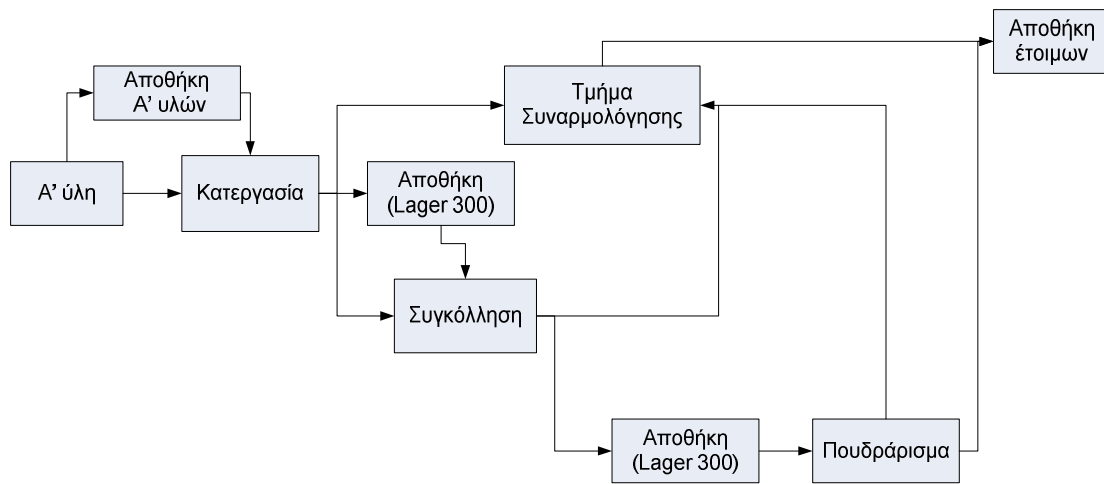 Αποθήκη
έτοιμων
Αποθήκη
Α' υλών
Τμήμα
Συναρμολόγησης
Α' ύλη
Κατεργασία
Αποθήκη
(Lager 300)
Συγκόλληση
Αποθήκη
(Lager 300)
Πουδράρισμα